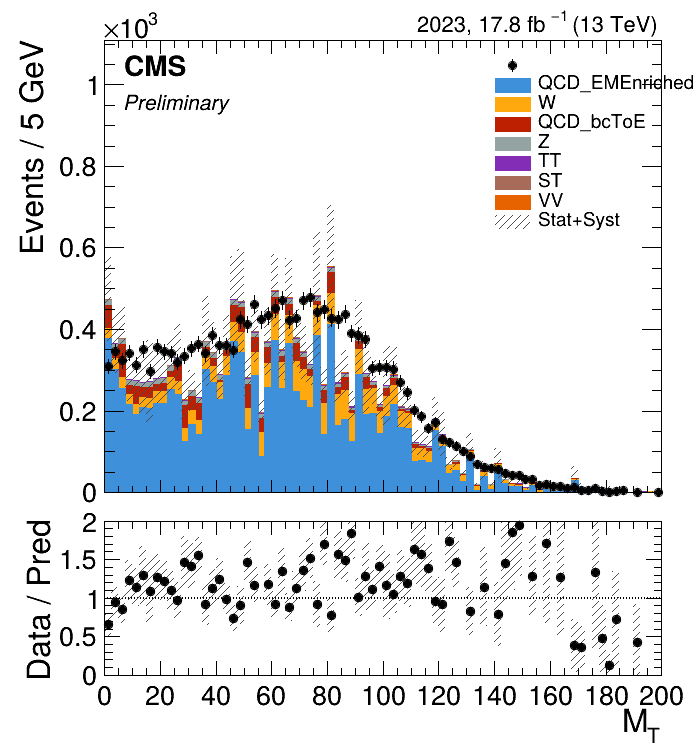 ×10³
2023, 17.8 fb⁻¹ (13 TeV)
Events / 5 GeV
CMS
Preliminary
QCD_EMEnriched
W
QCD_bcToE
Z
TT
ST
VV
Stat+Syst
1
0.8
0.6
0.4
0.2
0
Data / Pred
2
1.5
1
0.5
0
0 20 40 60 80 100 120 140 160 180 200
M_T